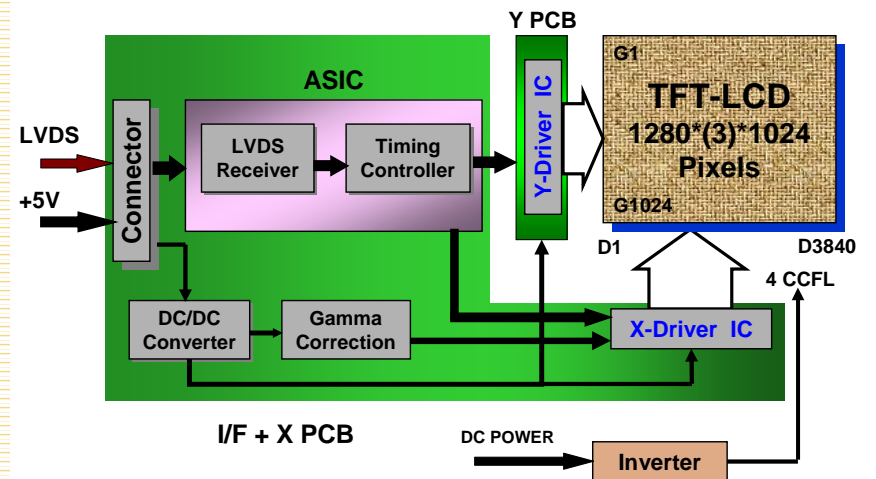 Y PCB
ASIC
G1
TFT-LCD
1280*(3)*1024
Pixels
G1024
Y-Driver IC
LVDS
+5V
Connector
LVDS
Receiver
Timing
Controller
D1
D3840
4 CCFL
DC/DC
Converter
Gamma
Correction
X-Driver IC
I/F + X PCB
DC POWER
Inverter